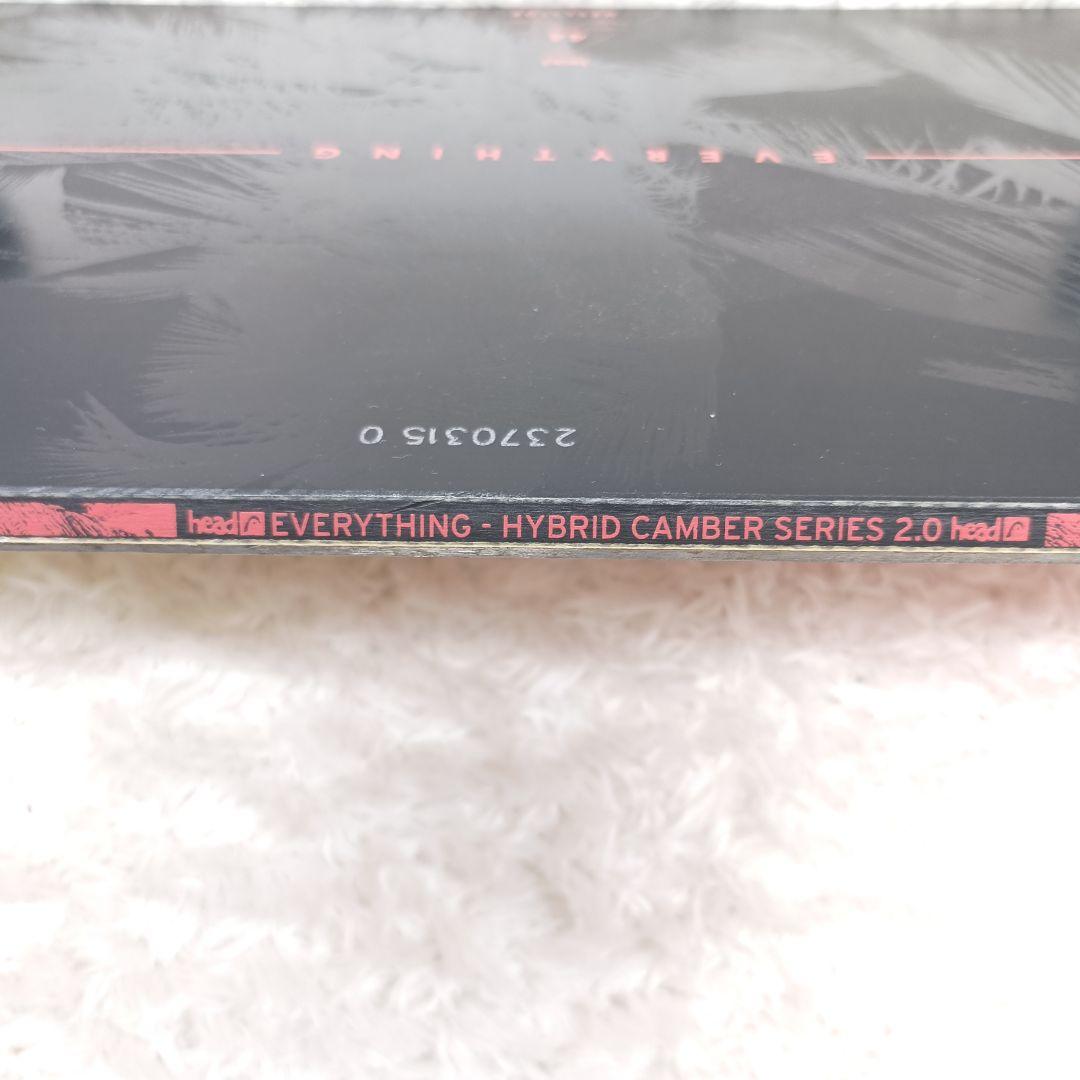 EVERYTHING
2370315 0
head EVERYTHING - HYBRID CAMBER SERIES 2.0 head